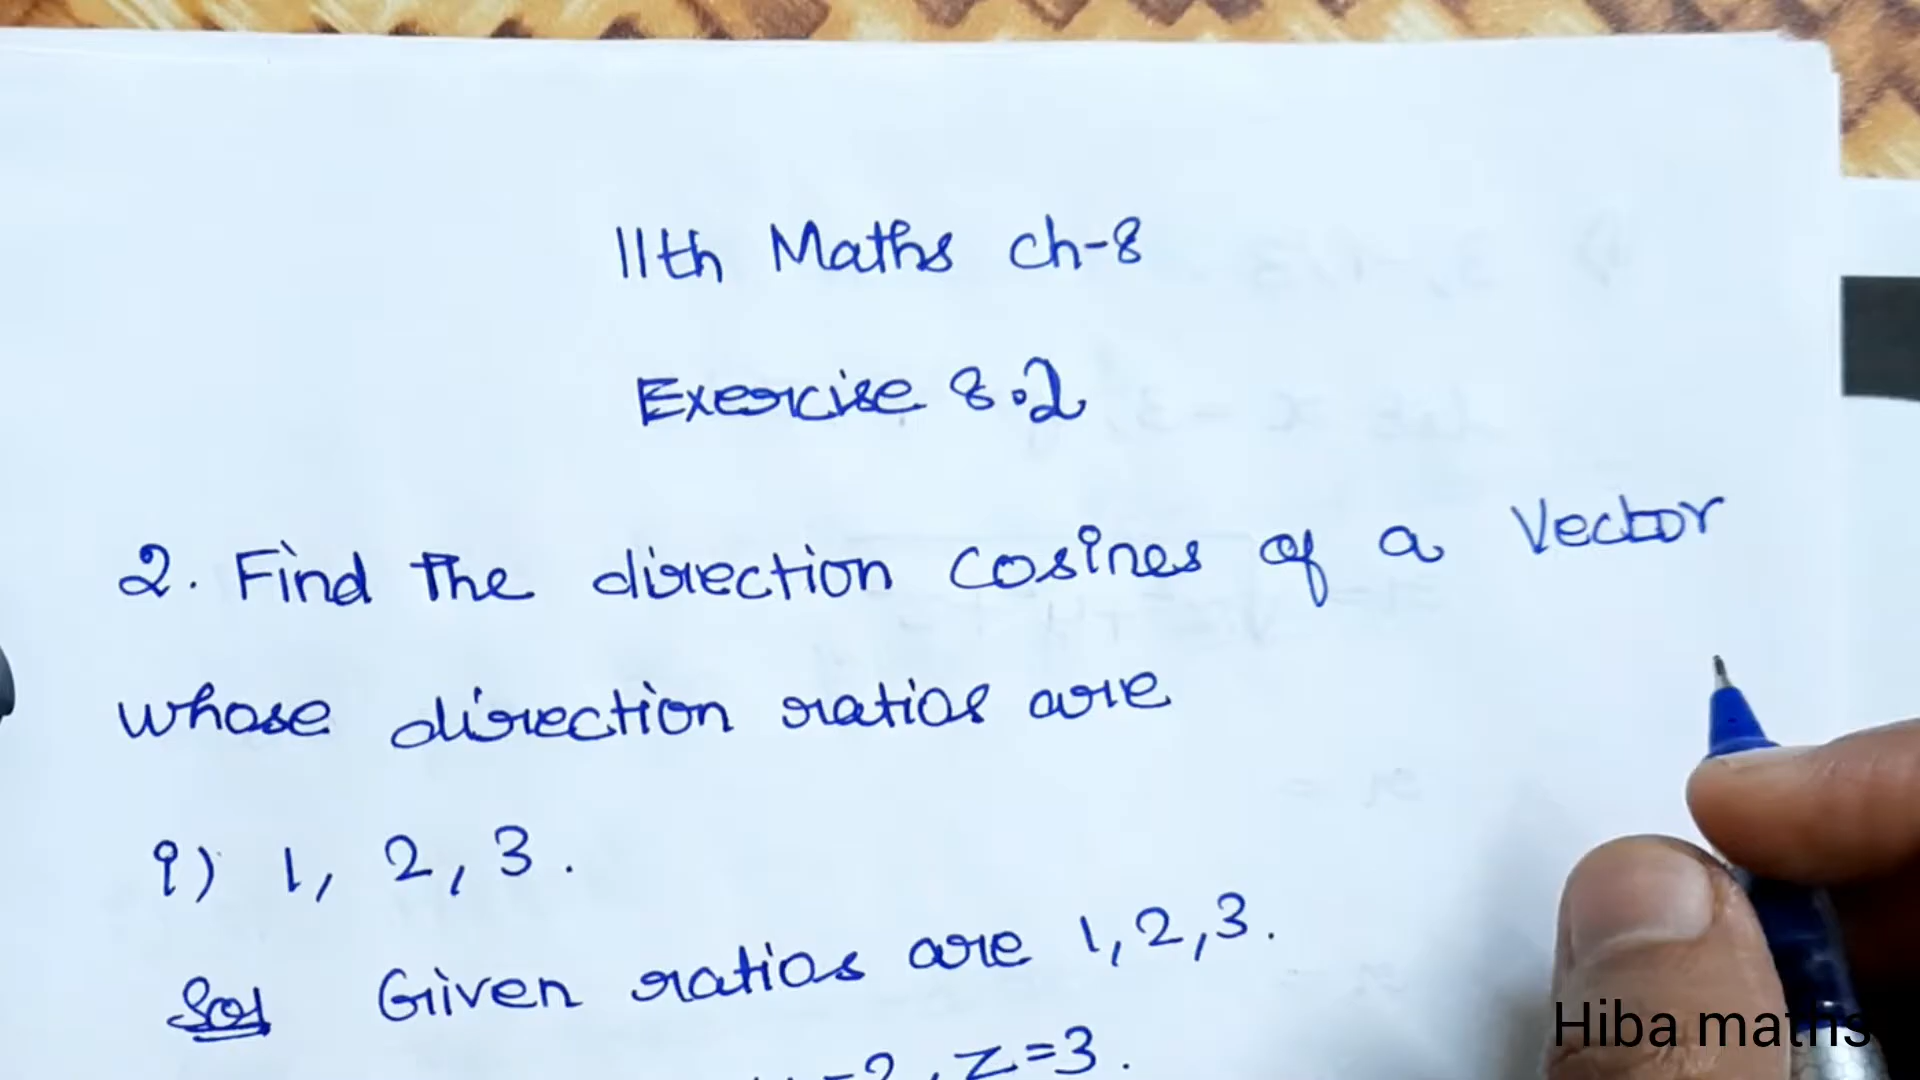 11th Maths ch-8
Exercise 8.2
2. Find the direction cosines of a vector
whose direction ratios are
i) 1, 2, 3.
Sol Given ratios are 1,2,3.
z=3.
Hiba maths